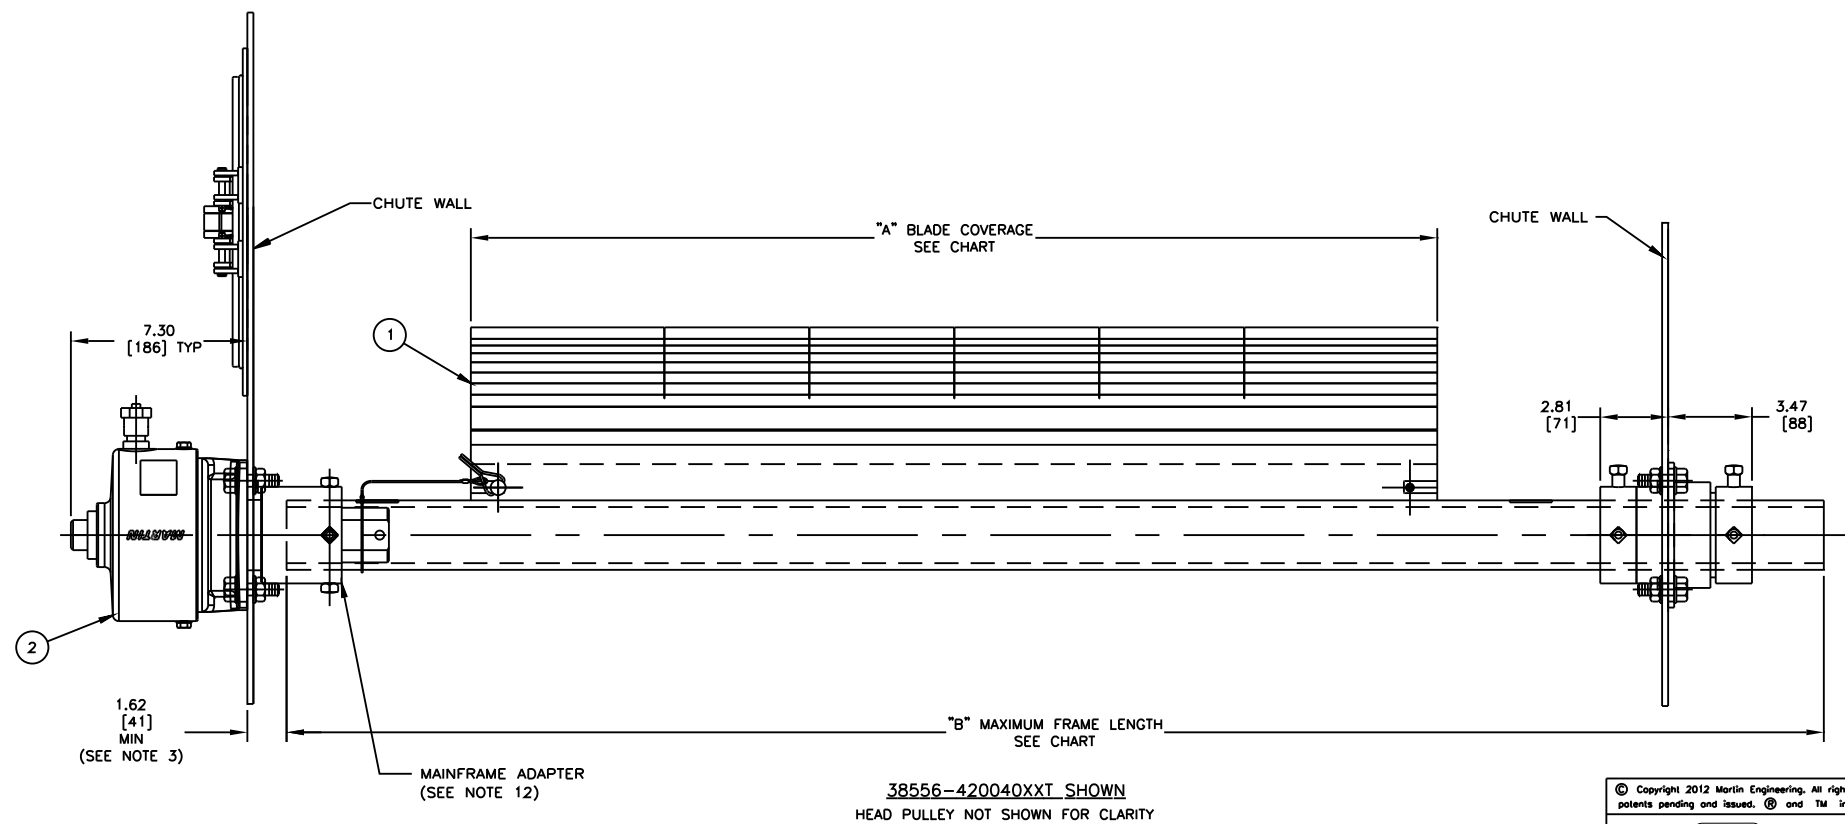 CHUTE WALL
"A" BLADE COVERAGE
SEE CHART
CHUTE WALL
7.30
[186] TYP
1
2.81
[71]
3.47
[88]
MARTIN
2
1.62
[41]
MIN
(SEE NOTE 3)
"B" MAXIMUM FRAME LENGTH
SEE CHART
MAINFRAME ADAPTER
(SEE NOTE 12)
38556-420040XXT SHOWN
HEAD PULLEY NOT SHOWN FOR CLARITY
© Copyright 2012 Martin Engineering. All righ
patents pending and issued. ® and TM in